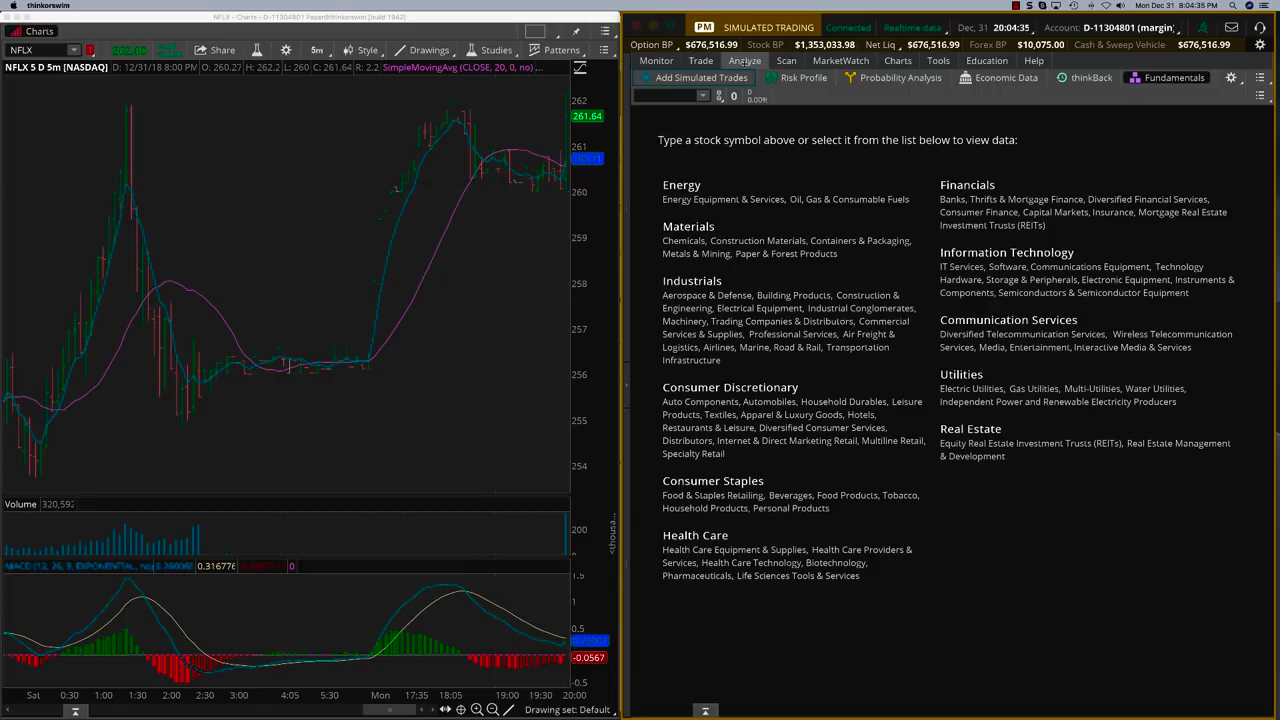 thinkorswim
Mon Dec 31 8:04:35 PM
NFLX - Charts - D-11304801 Paper@thinkorswim [build 1942]
Charts
NFLX
Share
5m
Style
Drawings
Studies
Patterns
NFLX 5 D 5m [NASDAQ]
D: 12/31/18 8:00 PM
O: 260.27
H: 262.2
L: 260
C: 261.64
R: 2.2
SimpleMovingAvg (CLOSE, 20, 0, no)...
262
261.64
261
260
259
258
257
256
255
254
Volume
320,592
200
<thousa...
MACD (12, 26, 9, EXPONENTIAL, no)
0.316776
0
1.5
1
0.5
-0.0567
-0.5
Sat
0:30
1:00
1:30
2:00
3:00
4:05
5:30
Mon
17:35
18:05
19:00
19:30
20:00
Drawing set: Default
PM
SIMULATED TRADING
Connected
Realtime data
Dec, 31
20:04:35
Account: D-11304801 (margin)
Option BP
$676,516.99
Stock BP
$1,353,033.98
Net Liq
$676,516.99
Forex BP
$10,075.00
Cash & Sweep Vehicle
$676,516.99
Monitor
Trade
Analyze
Scan
MarketWatch
Charts
Tools
Education
Help
Add Simulated Trades
Risk Profile
Probability Analysis
Economic Data
thinkBack
Fundamentals
0
0
0.00%
Type a stock symbol above or select it from the list below to view data:
Energy
Energy Equipment & Services, Oil, Gas & Consumable Fuels
Materials
Chemicals, Construction Materials, Containers & Packaging,
Metals & Mining, Paper & Forest Products
Industrials
Aerospace & Defense, Building Products, Construction &
Engineering, Electrical Equipment, Industrial Conglomerates,
Machinery, Trading Companies & Distributors, Commercial
Services & Supplies, Professional Services, Air Freight &
Logistics, Airlines, Marine, Road & Rail, Transportation
Infrastructure
Consumer Discretionary
Auto Components, Automobiles, Household Durables, Leisure
Products, Textiles, Apparel & Luxury Goods, Hotels,
Restaurants & Leisure, Diversified Consumer Services,
Distributors, Internet & Direct Marketing Retail, Multiline Retail,
Specialty Retail
Consumer Staples
Food & Staples Retailing, Beverages, Food Products, Tobacco,
Household Products, Personal Products
Health Care
Health Care Equipment & Supplies, Health Care Providers &
Services, Health Care Technology, Biotechnology,
Pharmaceuticals, Life Sciences Tools & Services
Financials
Banks, Thrifts & Mortgage Finance, Diversified Financial Services,
Consumer Finance, Capital Markets, Insurance, Mortgage Real Estate
Investment Trusts (REITs)
Information Technology
IT Services, Software, Communications Equipment, Technology
Hardware, Storage & Peripherals, Electronic Equipment, Instruments &
Components, Semiconductors & Semiconductor Equipment
Communication Services
Diversified Telecommunication Services, Wireless Telecommunication
Services, Media, Entertainment, Interactive Media & Services
Utilities
Electric Utilities, Gas Utilities, Multi-Utilities, Water Utilities,
Independent Power and Renewable Electricity Producers
Real Estate
Equity Real Estate Investment Trusts (REITs), Real Estate Management
& Development